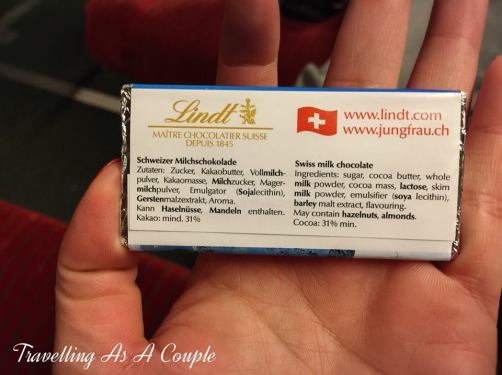 Lindt
MAÎTRE CHOCOLATIER SUISSE
DEPUIS 1845
www.lindt.com
www.jungfrau.ch
Schweizer Milchschokolade
Zutaten: Zucker, Kakaobutter, Vollmilch-
pulver, Kakaomasse, Milchzucker, Mager-
milchpulver, Emulgator (Sojalecithin),
Gerstenmalzextrakt, Aroma.
Kann Haselnüsse, Mandeln enthalten.
Kakao: mind. 31%
Swiss milk chocolate
Ingredients: sugar, cocoa butter, whole
milk powder, cocoa mass, lactose, skim
milk powder, emulsifier (soya lecithin),
barley malt extract, flavouring.
May contain hazelnuts, almonds.
Cocoa: 31% min.
Travelling As A Couple